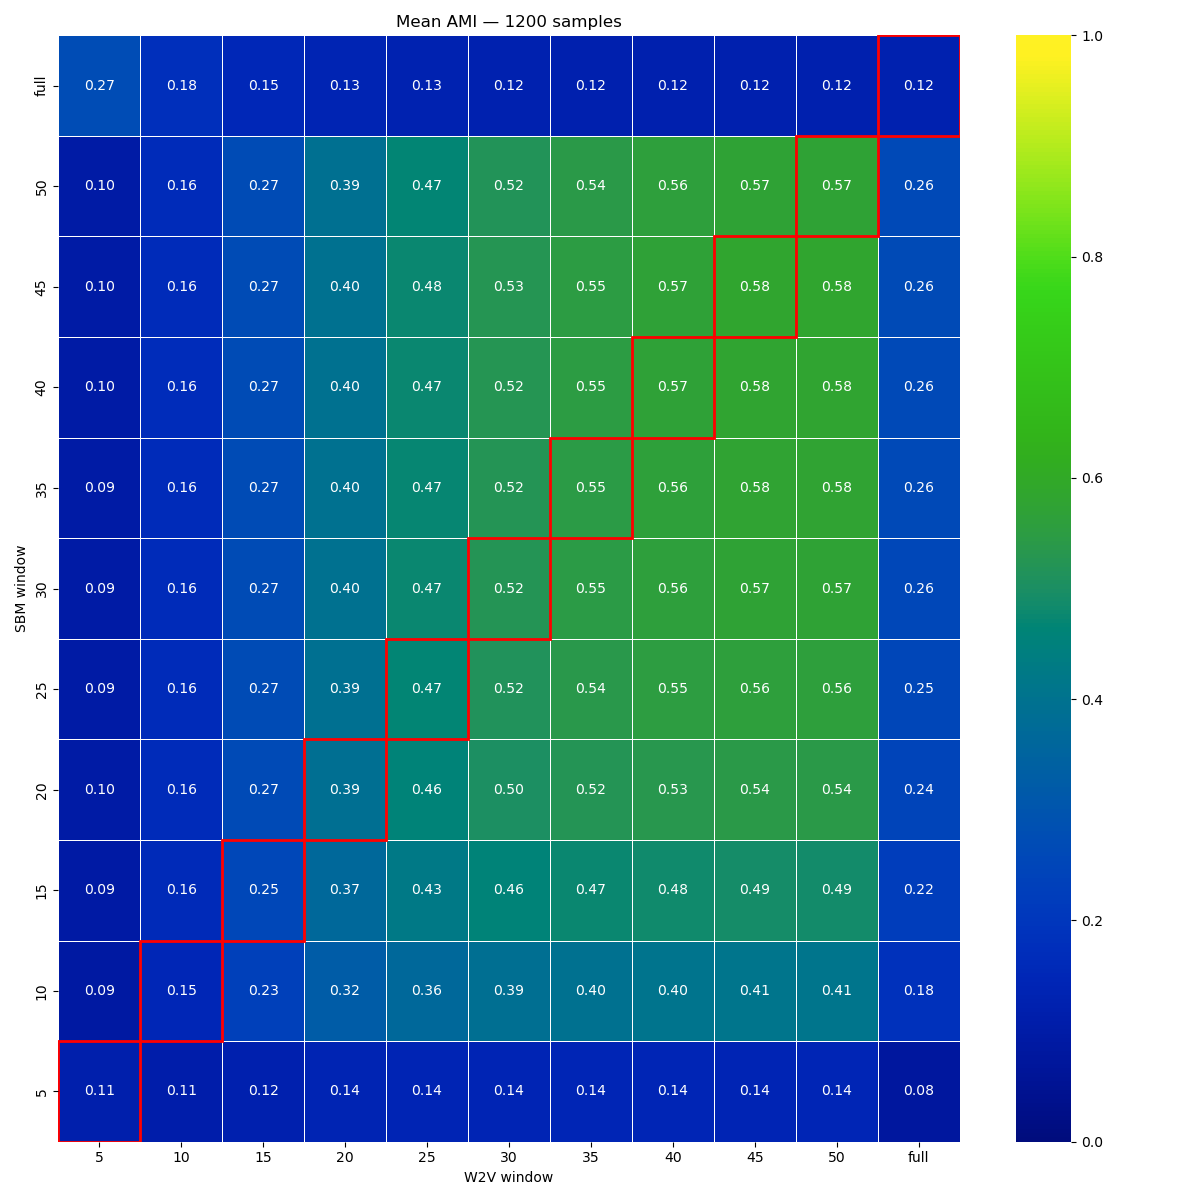 Mean AMI — 1200 samples
full 0.27 0.18 0.15 0.13 0.13 0.12 0.12 0.12 0.12 0.12 0.12
50 0.10 0.16 0.27 0.39 0.47 0.52 0.54 0.56 0.57 0.57 0.26
45 0.10 0.16 0.27 0.40 0.48 0.53 0.55 0.57 0.58 0.58 0.26
40 0.10 0.16 0.27 0.40 0.47 0.52 0.55 0.57 0.58 0.58 0.26
35 0.09 0.16 0.27 0.40 0.47 0.52 0.55 0.56 0.58 0.58 0.26
30 0.09 0.16 0.27 0.40 0.47 0.52 0.55 0.56 0.57 0.57 0.26
25 0.09 0.16 0.27 0.39 0.47 0.52 0.54 0.55 0.56 0.56 0.25
20 0.10 0.16 0.27 0.39 0.46 0.50 0.52 0.53 0.54 0.54 0.24
15 0.09 0.16 0.25 0.37 0.43 0.46 0.47 0.48 0.49 0.49 0.22
10 0.09 0.15 0.23 0.32 0.36 0.39 0.40 0.40 0.41 0.41 0.18
5 0.11 0.11 0.12 0.14 0.14 0.14 0.14 0.14 0.14 0.14 0.08
5 10 15 20 25 30 35 40 45 50 full
W2V window
SBM window
1.0
0.8
0.6
0.4
0.2
0.0